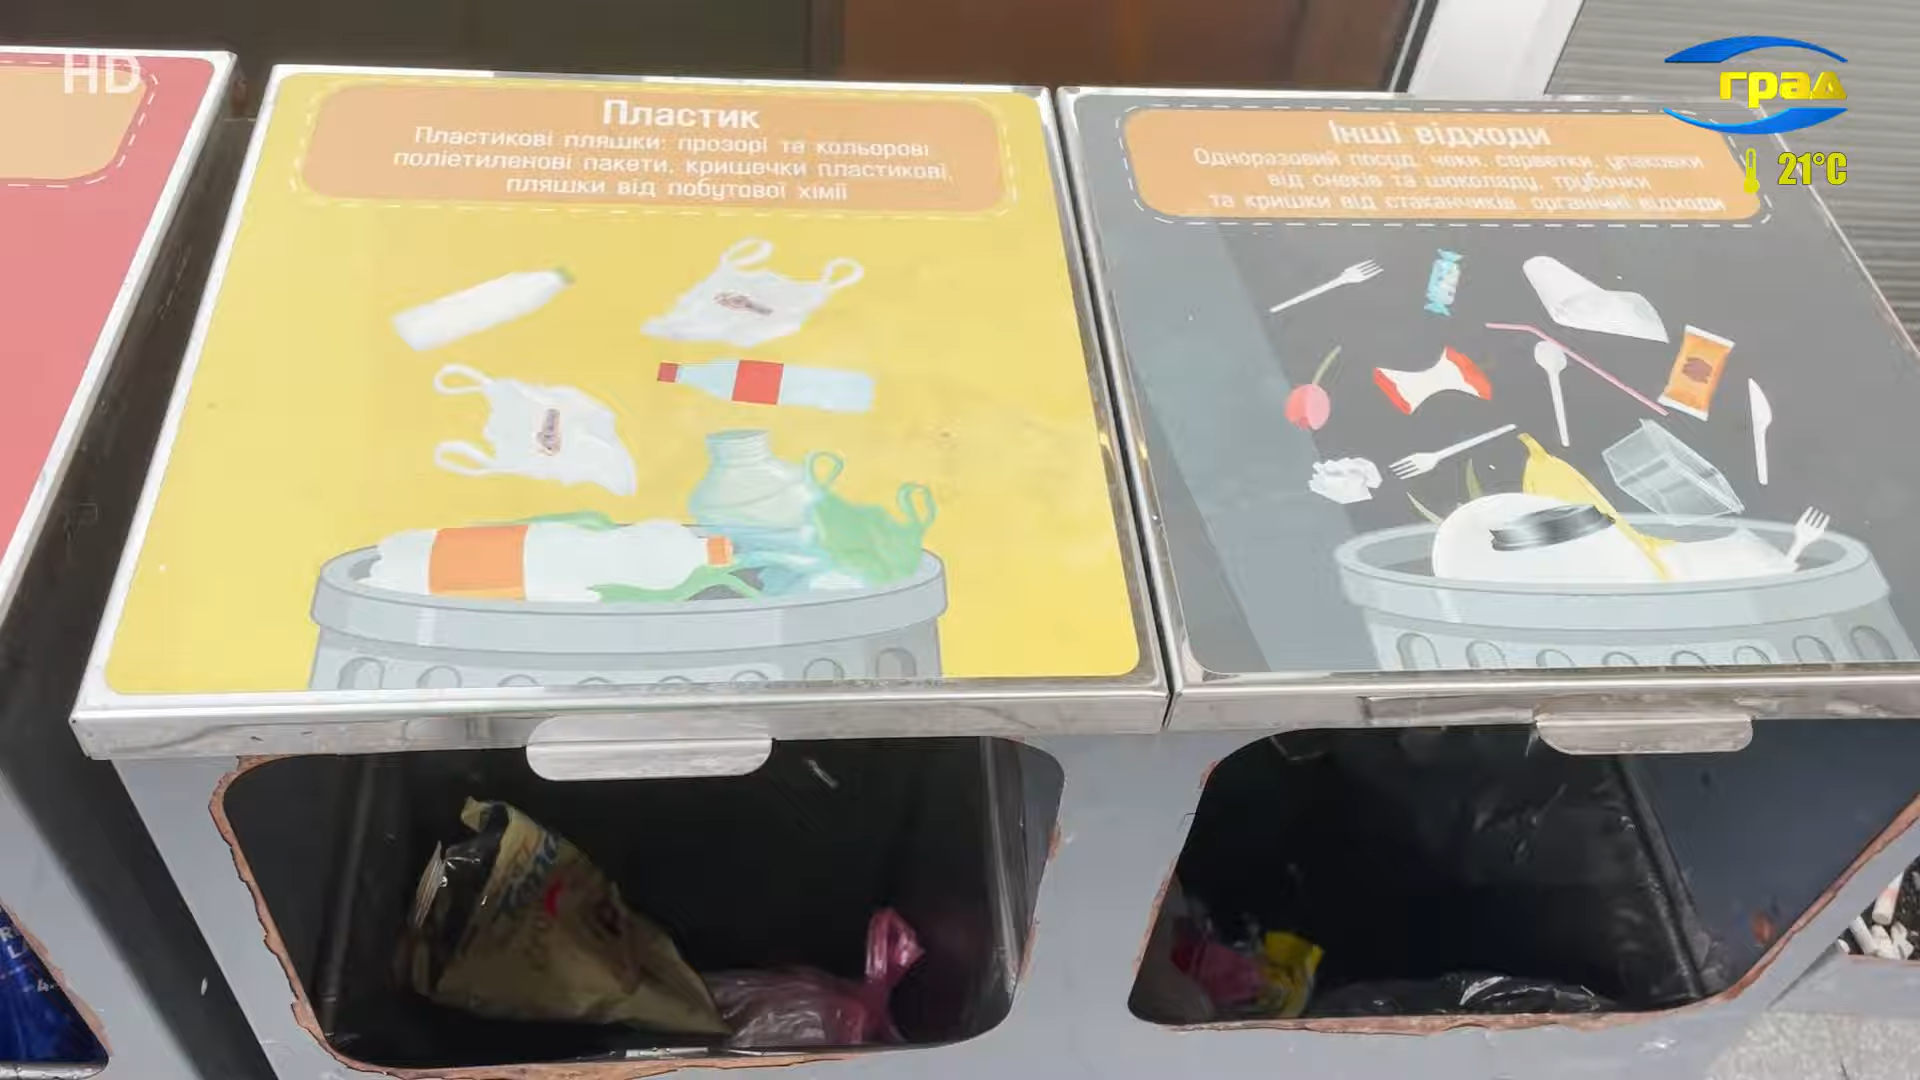 HD
град
21°C
Пластик
Пластикові пляшки: прозорі та кольорові
поліетиленові пакети, кришечки пластикові,
пляшки від побутової хімії
Інші відходи
Одноразовий посуд, чеки, серветки, упаковки
від снеків та шоколаду, трубочки
та кришки від стаканчиків, органічні відходи